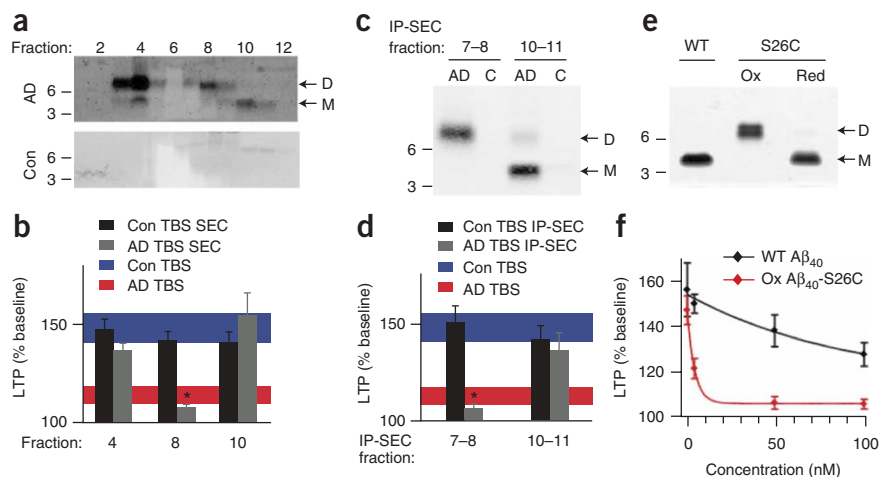 a
Fraction: 2 4 6 8 10 12
AD
6
3
D
M
Con
6
3
b
Con TBS SEC
AD TBS SEC
Con TBS
AD TBS
LTP (% baseline)
150
100
*
Fraction: 4 8 10
c
IP-SEC
fraction: 7–8 10–11
AD C AD C
6
3
D
M
d
Con TBS IP-SEC
AD TBS IP-SEC
Con TBS
AD TBS
LTP (% baseline)
150
100
*
IP-SEC 7–8 10–11
fraction:
e
WT S26C
Ox Red
6
3
D
M
f
WT Aβ40
Ox Aβ40-S26C
LTP (% baseline)
160
140
120
100
0 50 100
Concentration (nM)